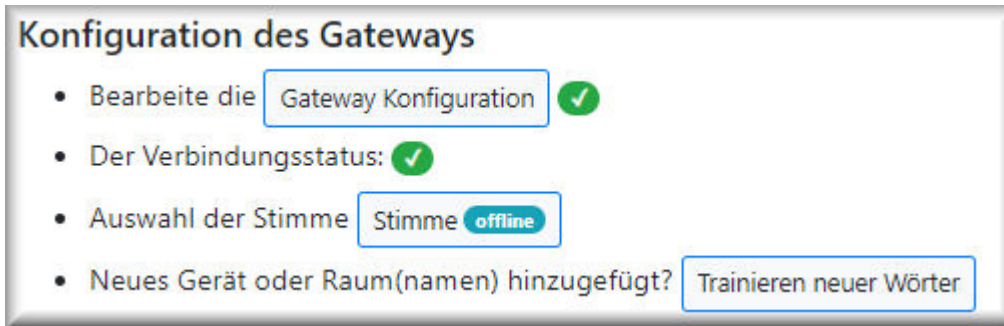 Konfiguration des Gateways
• Bearbeite die Gateway Konfiguration ✓
• Der Verbindungsstatus: ✓
• Auswahl der Stimme Stimme offline
• Neues Gerät oder Raum(namen) hinzugefügt? Trainieren neuer Wörter